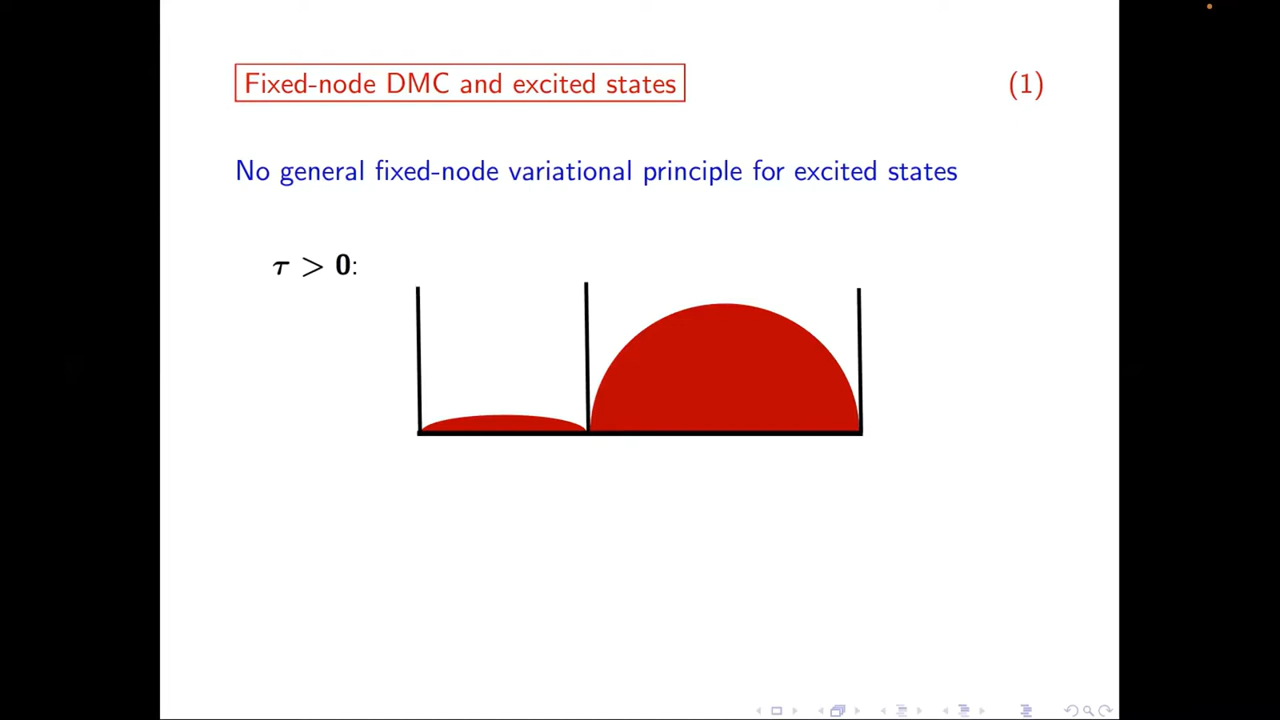 Fixed-node DMC and excited states (1)
No general fixed-node variational principle for excited states
τ > 0: